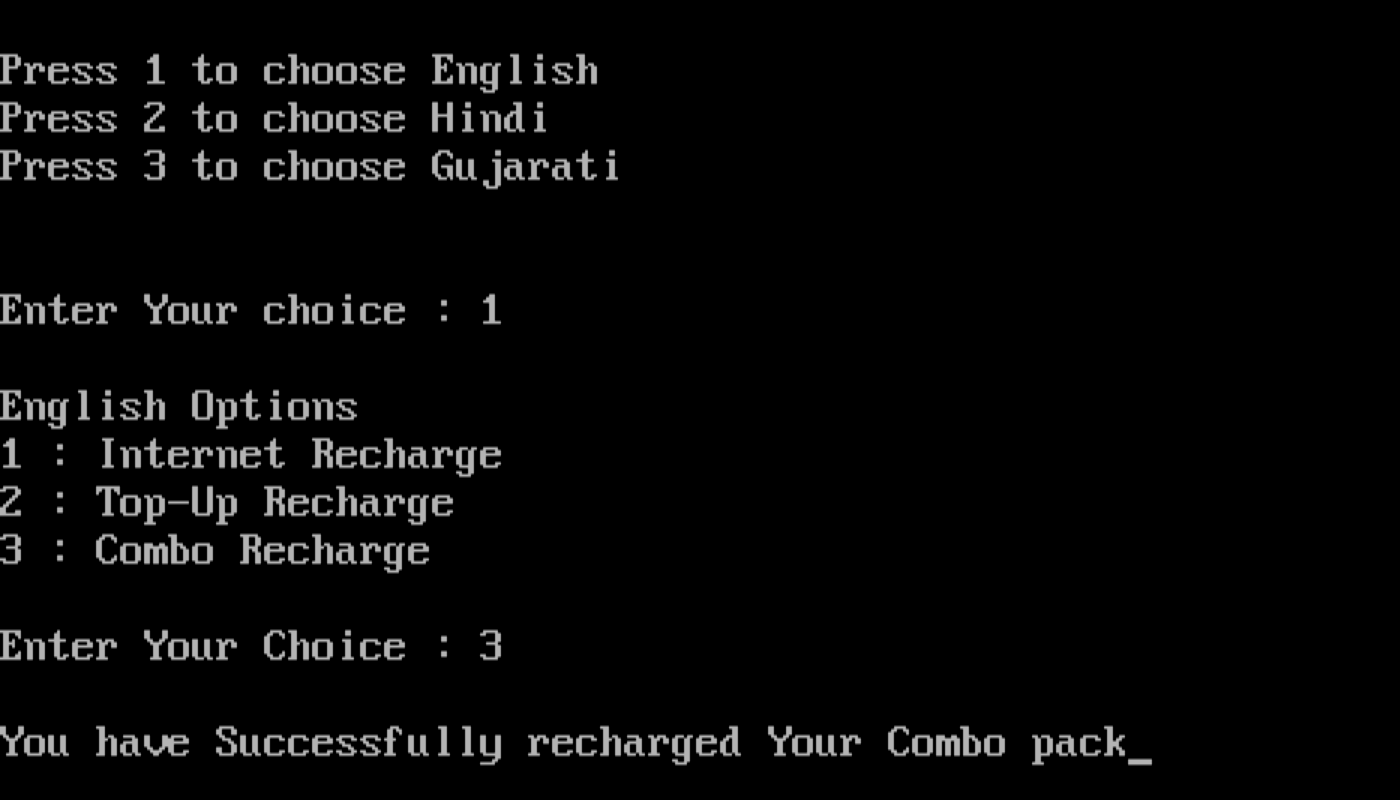 Press 1 to choose English
Press 2 to choose Hindi
Press 3 to choose Gujarati
Enter Your choice : 1
English Options
1 : Internet Recharge
2 : Top-Up Recharge
3 : Combo Recharge
Enter Your Choice : 3
You have Successfully recharged Your Combo pack_